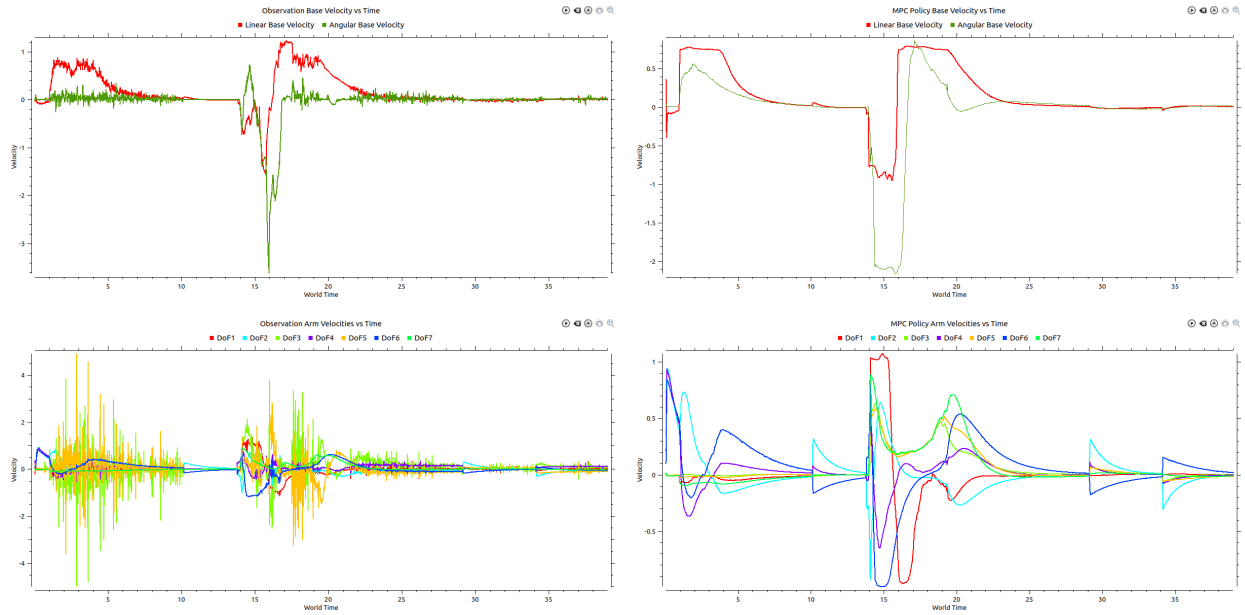 Observation Base Velocity vs Time
Linear Base Velocity Angular Base Velocity
1
0
-1
-2
-3
Velocity
5 10 15 20 25 30 35
World Time
MPC Policy Base Velocity vs Time
Linear Base Velocity Angular Base Velocity
0.5
0
-0.5
-1
-1.5
-2
Velocity
5 10 15 20 25 30 35
World Time
Observation Arm Velocities vs Time
DoF1 DoF2 DoF3 DoF4 DoF5 DoF6 DoF7
4
2
0
-2
-4
Velocity
5 10 15 20 25 30 35
World Time
MPC Policy Arm Velocities vs Time
DoF1 DoF2 DoF3 DoF4 DoF5 DoF6 DoF7
1
0.5
0
-0.5
Velocity
5 10 15 20 25 30 35
World Time